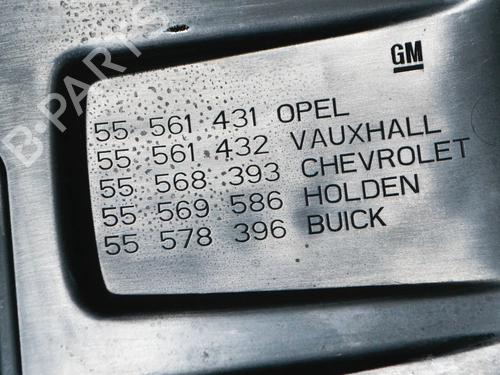 GM
55 561 431 OPEL
55 561 432 VAUXHALL
55 568 393 CHEVROLET
55 569 586 HOLDEN
55 578 396 BUICK
B-PARTS